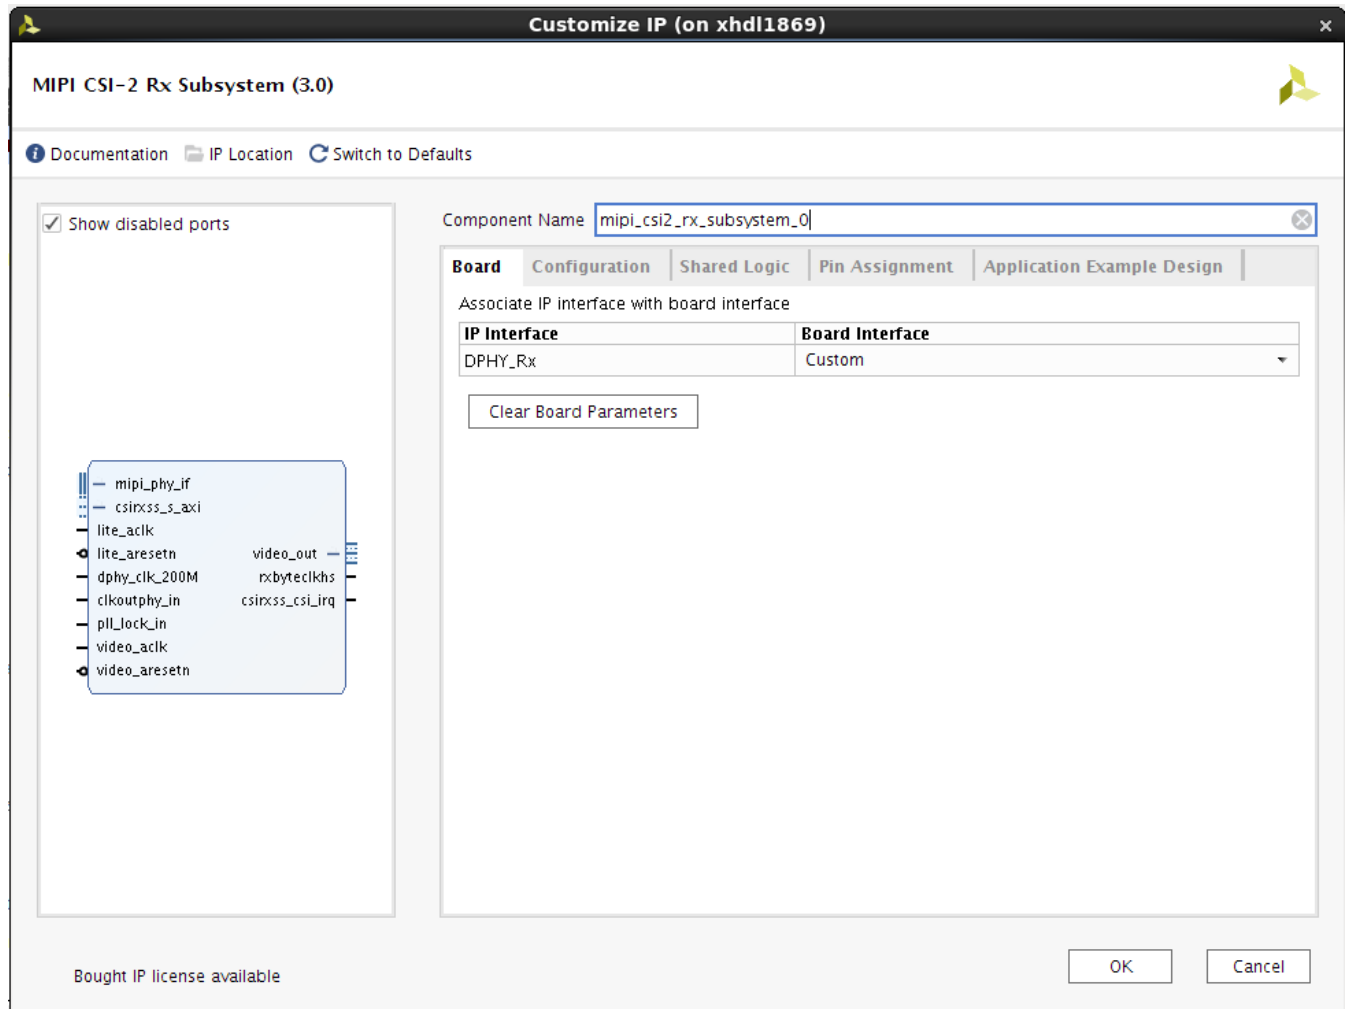 Customize IP (on xhdl1869)
MIPI CSI-2 Rx Subsystem (3.0)
Documentation IP Location Switch to Defaults
Show disabled ports
Component Name mipi_csi2_rx_subsystem_0
Board Configuration Shared Logic Pin Assignment Application Example Design
Associate IP interface with board interface
IP Interface Board Interface
DPHY_Rx Custom
Clear Board Parameters
mipi_phy_if
csirxss_s_axi
lite_aclk
lite_aresetn video_out
dphy_clk_200M rxbyteclkhs
clkoutphy_in csirxss_csi_irq
pll_lock_in
video_aclk
video_aresetn
Bought IP license available
OK Cancel